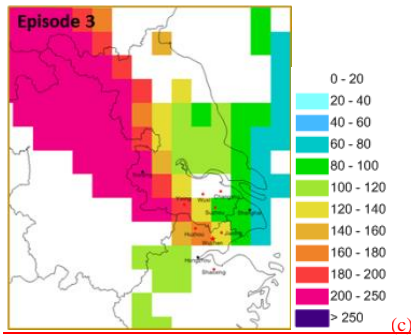 Episode 3
0 - 20
20 - 40
40 - 60
60 - 80
80 - 100
100 - 120
120 - 140
140 - 160
160 - 180
180 - 200
200 - 250
> 250
Suzhou
Shanghai
Jiaxing
Huzhou
Hangzhou
Shaoxing
(c)